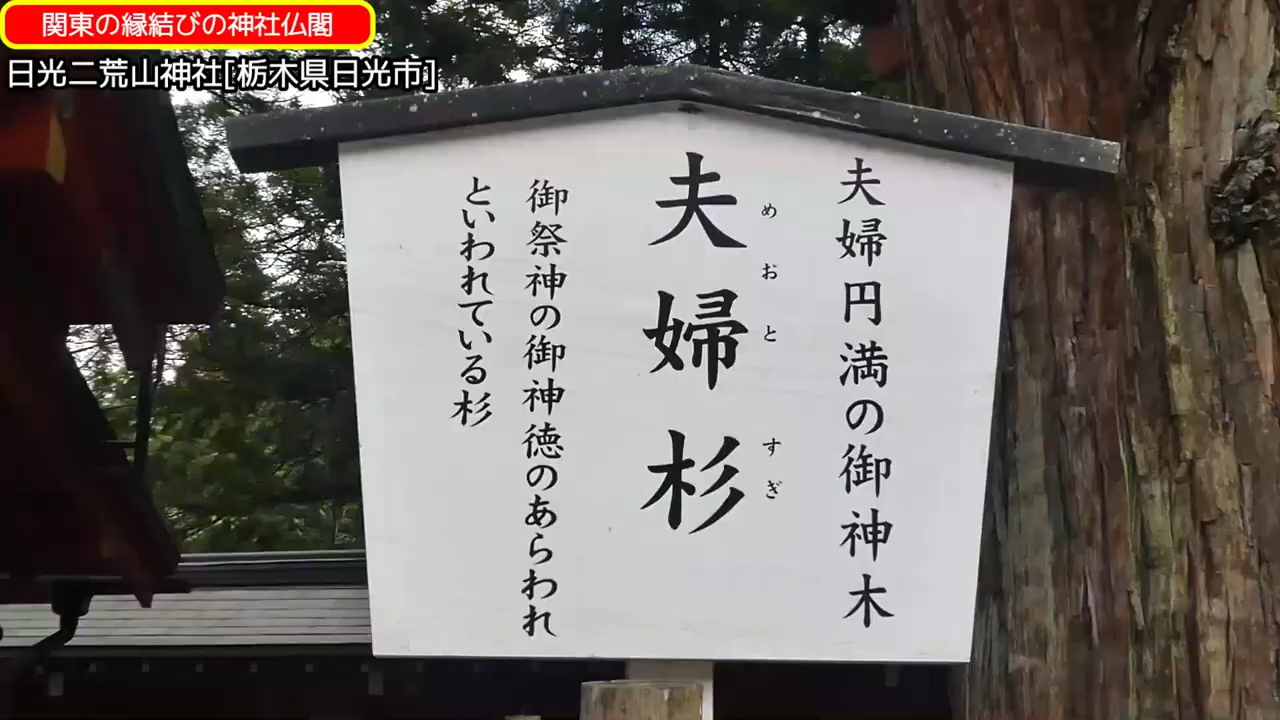 関東の縁結びの神社仏閣
日光二荒山神社[栃木県日光市]
夫婦円満の御神木
めおとすぎ
夫婦杉
御祭神の御神徳のあらわれ
といわれている杉